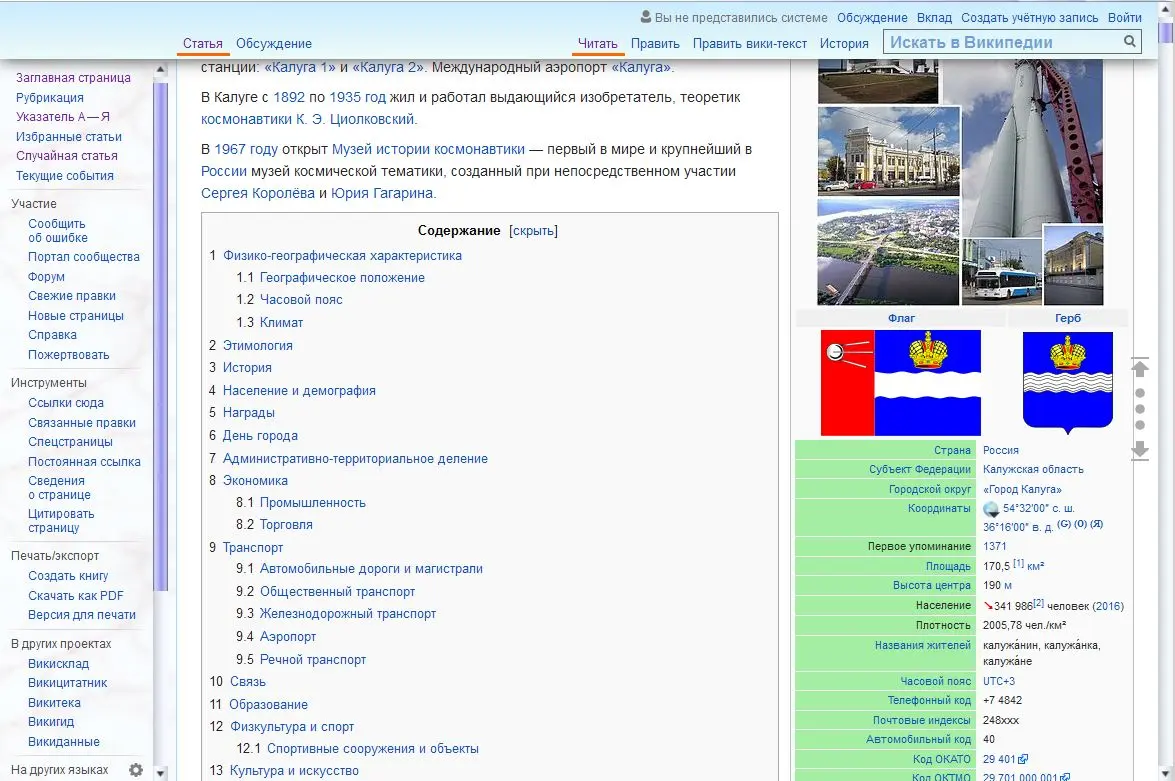 Вы не представились системе Обсуждение Вклад Создать учётную запись Войти
Статья Обсуждение Читать Править Править вики-текст История Искать в Википедии
Заглавная страница
Рубрикация
Указатель А—Я
Избранные статьи
Случайная статья
Текущие события
Участие
Сообщить
об ошибке
Портал сообщества
Форум
Свежие правки
Новые страницы
Справка
Пожертвовать
Инструменты
Ссылки сюда
Связанные правки
Спецстраницы
Постоянная ссылка
Сведения
о странице
Цитировать
страницу
Печать/экспорт
Создать книгу
Скачать как PDF
Версия для печати
В других проектах
Викисклад
Викицитатник
Викитека
Викигид
Викиданные
На других языках
станции: «Калуга 1» и «Калуга 2». Международный аэропорт «Калуга».
В Калуге с 1892 по 1935 год жил и работал выдающийся изобретатель, теоретик
космонавтики К. Э. Циолковский.
В 1967 году открыт Музей истории космонавтики — первый в мире и крупнейший в
России музей космической тематики, созданный при непосредственном участии
Сергея Королёва и Юрия Гагарина.
Содержание [скрыть]
1 Физико-географическая характеристика
1.1 Географическое положение
1.2 Часовой пояс
1.3 Климат
2 Этимология
3 История
4 Население и демография
5 Награды
6 День города
7 Административно-территориальное деление
8 Экономика
8.1 Промышленность
8.2 Торговля
9 Транспорт
9.1 Автомобильные дороги и магистрали
9.2 Общественный транспорт
9.3 Железнодорожный транспорт
9.4 Аэропорт
9.5 Речной транспорт
10 Связь
11 Образование
12 Физкультура и спорт
12.1 Спортивные сооружения и объекты
13 Культура и искусство
Флаг Герб
Страна Россия
Субъект Федерации Калужская область
Городской округ «Город Калуга»
Координаты 54°32′00″ с. ш.
36°16′00″ в. д. (G) (O) (Я)
Первое упоминание 1371
Площадь 170,5 [1] км²
Высота центра 190 м
Население ↘341 986[2] человек (2016)
Плотность 2005,78 чел./км²
Названия жителей калужа́нин, калужа́нка,
калужа́не
Часовой пояс UTC+3
Телефонный код +7 4842
Почтовые индексы 248xxx
Автомобильный код 40
Код ОКАТО 29 401
Код ОКТМО 29 701 000 001